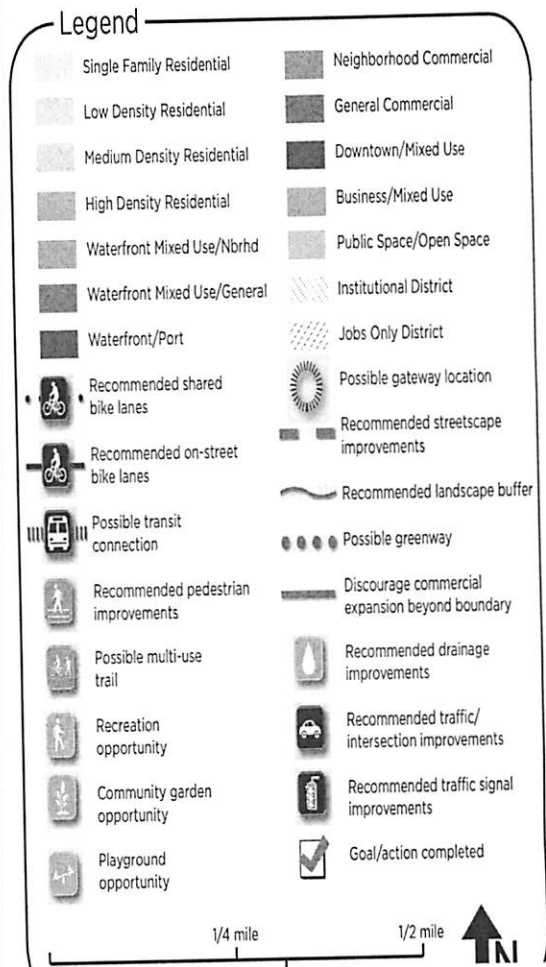 Legend
Single Family Residential
Low Density Residential
Medium Density Residential
High Density Residential
Waterfront Mixed Use/Nbrhd
Waterfront Mixed Use/General
Waterfront/Port
Recommended shared
bike lanes
Recommended on-street
bike lanes
Possible transit
connection
Recommended pedestrian
improvements
Possible multi-use
trail
Recreation
opportunity
Community garden
opportunity
Playground
opportunity
Neighborhood Commercial
General Commercial
Downtown/Mixed Use
Business/Mixed Use
Public Space/Open Space
Institutional District
Jobs Only District
Possible gateway location
Recommended streetscape
improvements
Recommended landscape buffer
Possible greenway
Discourage commercial
expansion beyond boundary
Recommended drainage
improvements
Recommended traffic/
intersection improvements
Recommended traffic signal
improvements
Goal/action completed
1/4 mile
1/2 mile
N